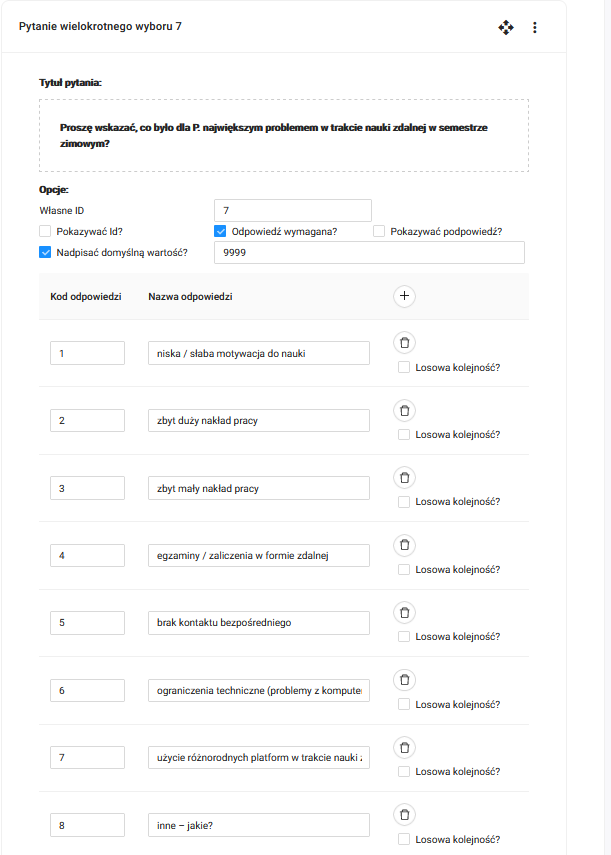 Pytanie wielokrotnego wyboru 7
Tytuł pytania:
Proszę wskazać, co było dla P. największym problemem w trakcie nauki zdalnej w semestrze
zimowym?
Opcje:
Własne ID 7
Pokazywać Id? Odpowiedź wymagana? Pokazywać podpowiedź?
Nadpisać domyślną wartość? 9999
Kod odpowiedzi Nazwa odpowiedzi
1 niska / słaba motywacja do nauki
Losowa kolejność?
2 zbyt duży nakład pracy
Losowa kolejność?
3 zbyt mały nakład pracy
Losowa kolejność?
4 egzaminy / zaliczenia w formie zdalnej
Losowa kolejność?
5 brak kontaktu bezpośredniego
Losowa kolejność?
6 ograniczenia techniczne (problemy z kompute
Losowa kolejność?
7 użycie różnorodnych platform w trakcie nauki
Losowa kolejność?
8 inne – jakie?
Losowa kolejność?